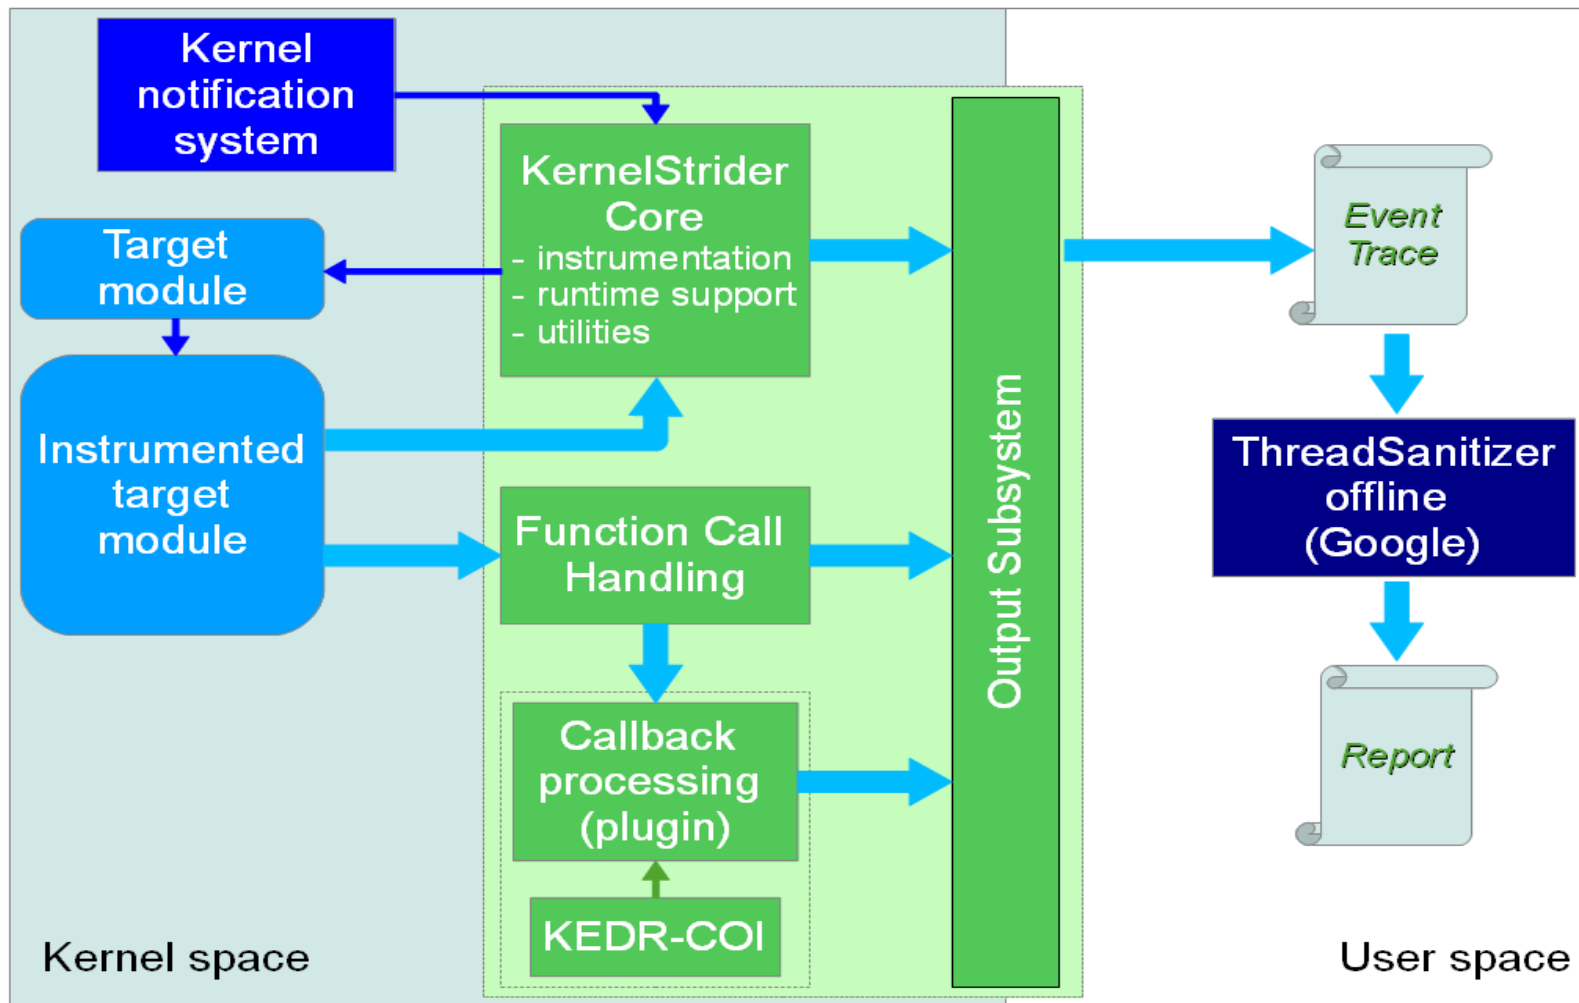 Kernel
notification
system
KernelStrider
Core
- instrumentation
- runtime support
- utilities
Target
module
Instrumented
target
module
Function Call
Handling
Callback
processing
(plugin)
KEDR-COI
Output Subsystem
Event
Trace
ThreadSanitizer
offline
(Google)
Report
Kernel space
User space